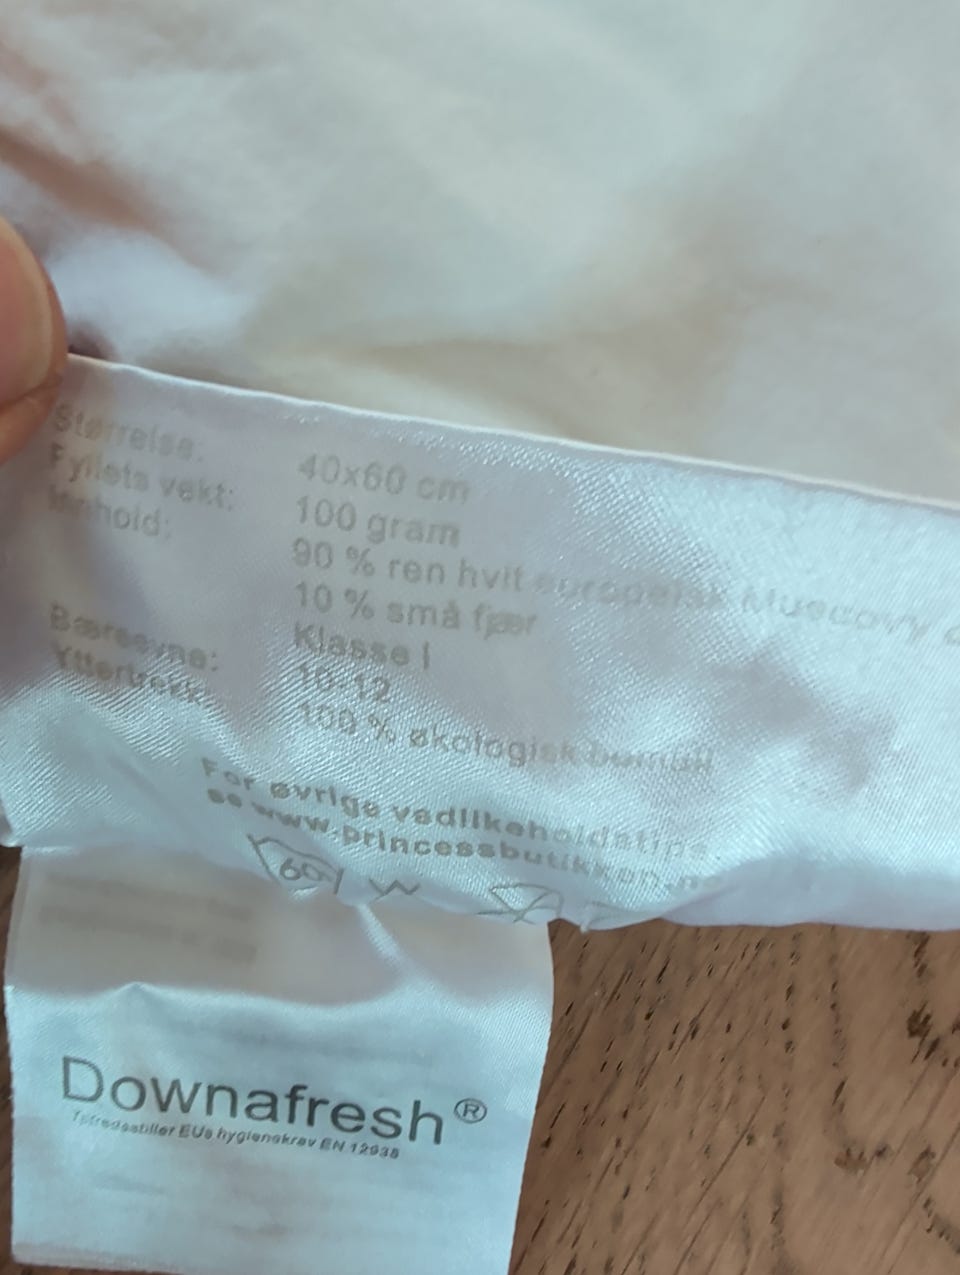 Størrelse: 40x60 cm
Fyllets vekt: 100 gram
Innhold: 90 % ren hvit europeisk Muscovy
10 % små fjær
Klasse I
Bæreevne: 10-12
Yttertrekk: 100 % økologisk bomull
For øvrige vedlikeholdstips
se www.princessbutikken.no
60
Downafresh®
Tilfredsstiller EUs hygienekrav EN 12935